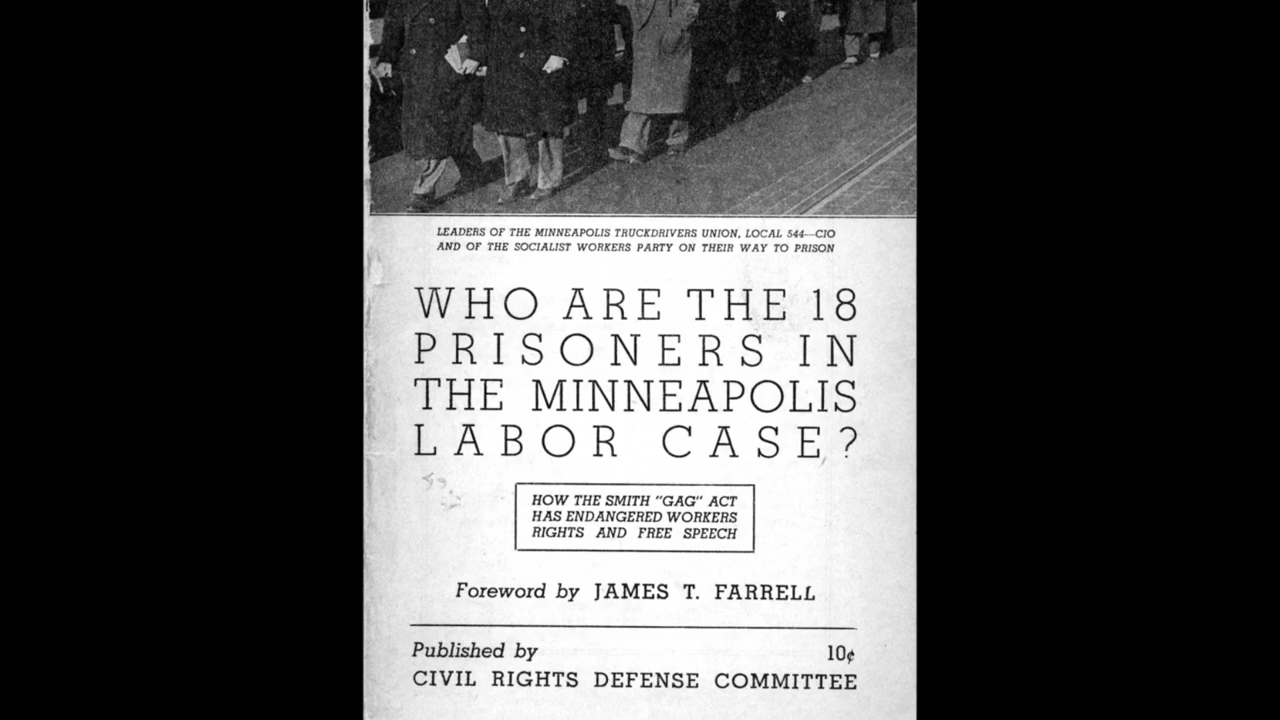 LEADERS OF THE MINNEAPOLIS TRUCKDRIVERS UNION, LOCAL 544—CIO
AND OF THE SOCIALIST WORKERS PARTY ON THEIR WAY TO PRISON
WHO ARE THE 18
PRISONERS IN
THE MINNEAPOLIS
LABOR CASE?
HOW THE SMITH "GAG" ACT
HAS ENDANGERED WORKERS
RIGHTS AND FREE SPEECH
Foreword by JAMES T. FARRELL
Published by 10¢
CIVIL RIGHTS DEFENSE COMMITTEE